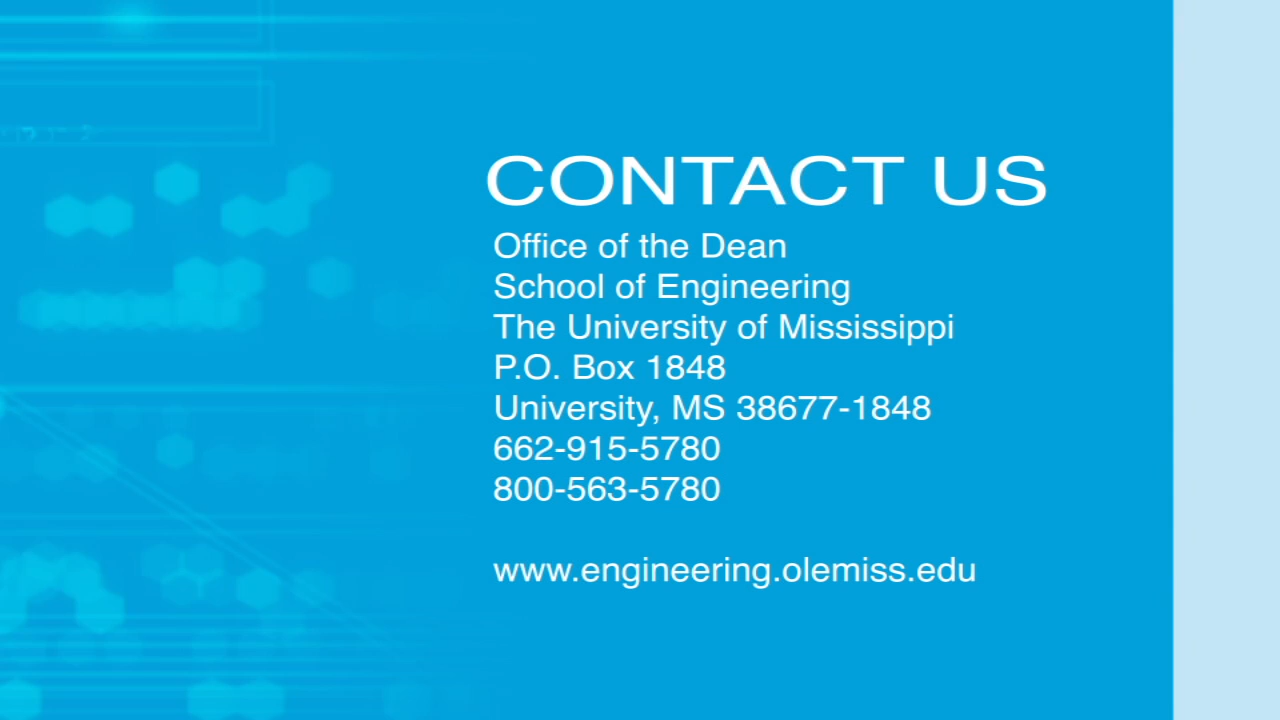 CONTACT US
Office of the Dean
School of Engineering
The University of Mississippi
P.O. Box 1848
University, MS 38677-1848
662-915-5780
800-563-5780
www.engineering.olemiss.edu